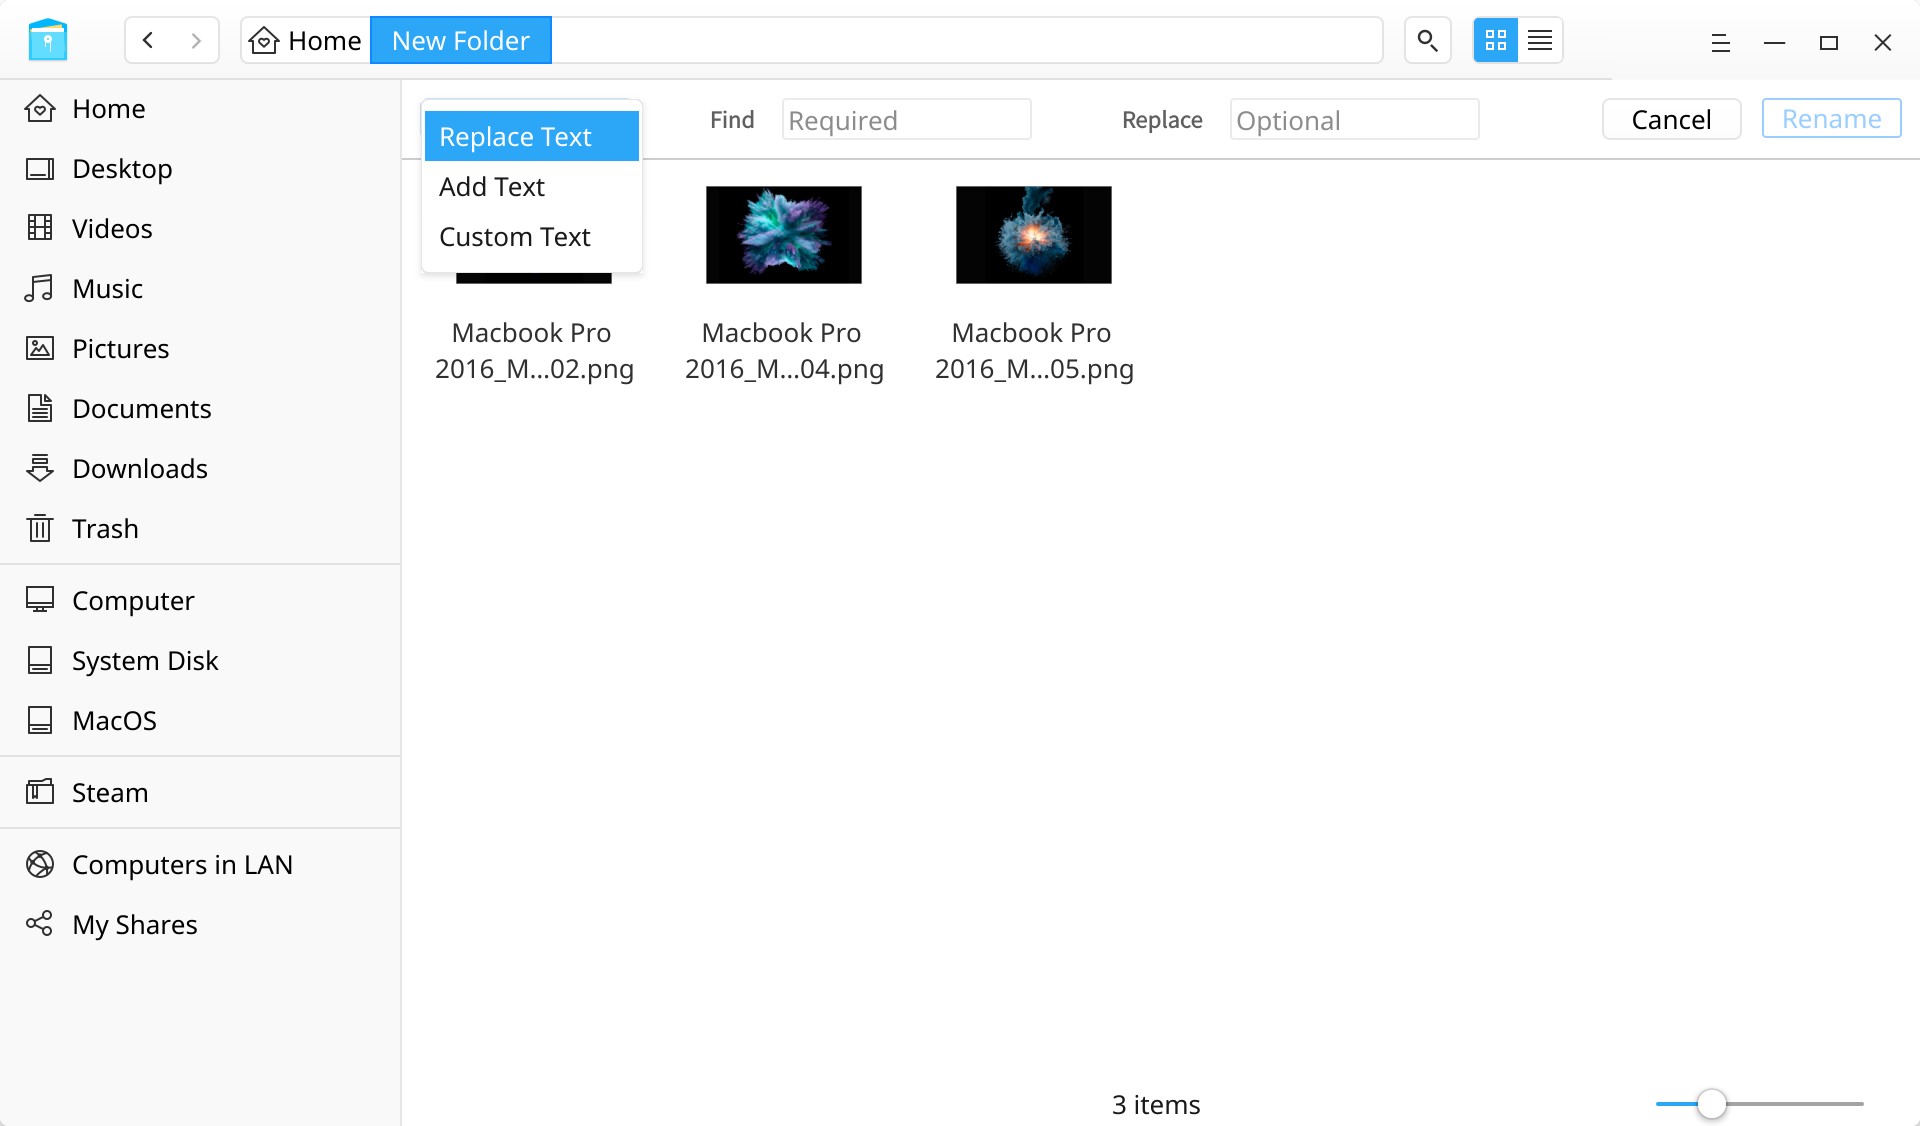 Home
New Folder
Home
Desktop
Videos
Music
Pictures
Documents
Downloads
Trash
Computer
System Disk
MacOS
Steam
Computers in LAN
My Shares
Replace Text
Add Text
Custom Text
Find
Required
Replace
Optional
Cancel
Rename
Macbook Pro
2016_M...02.png
Macbook Pro
2016_M...04.png
Macbook Pro
2016_M...05.png
3 items